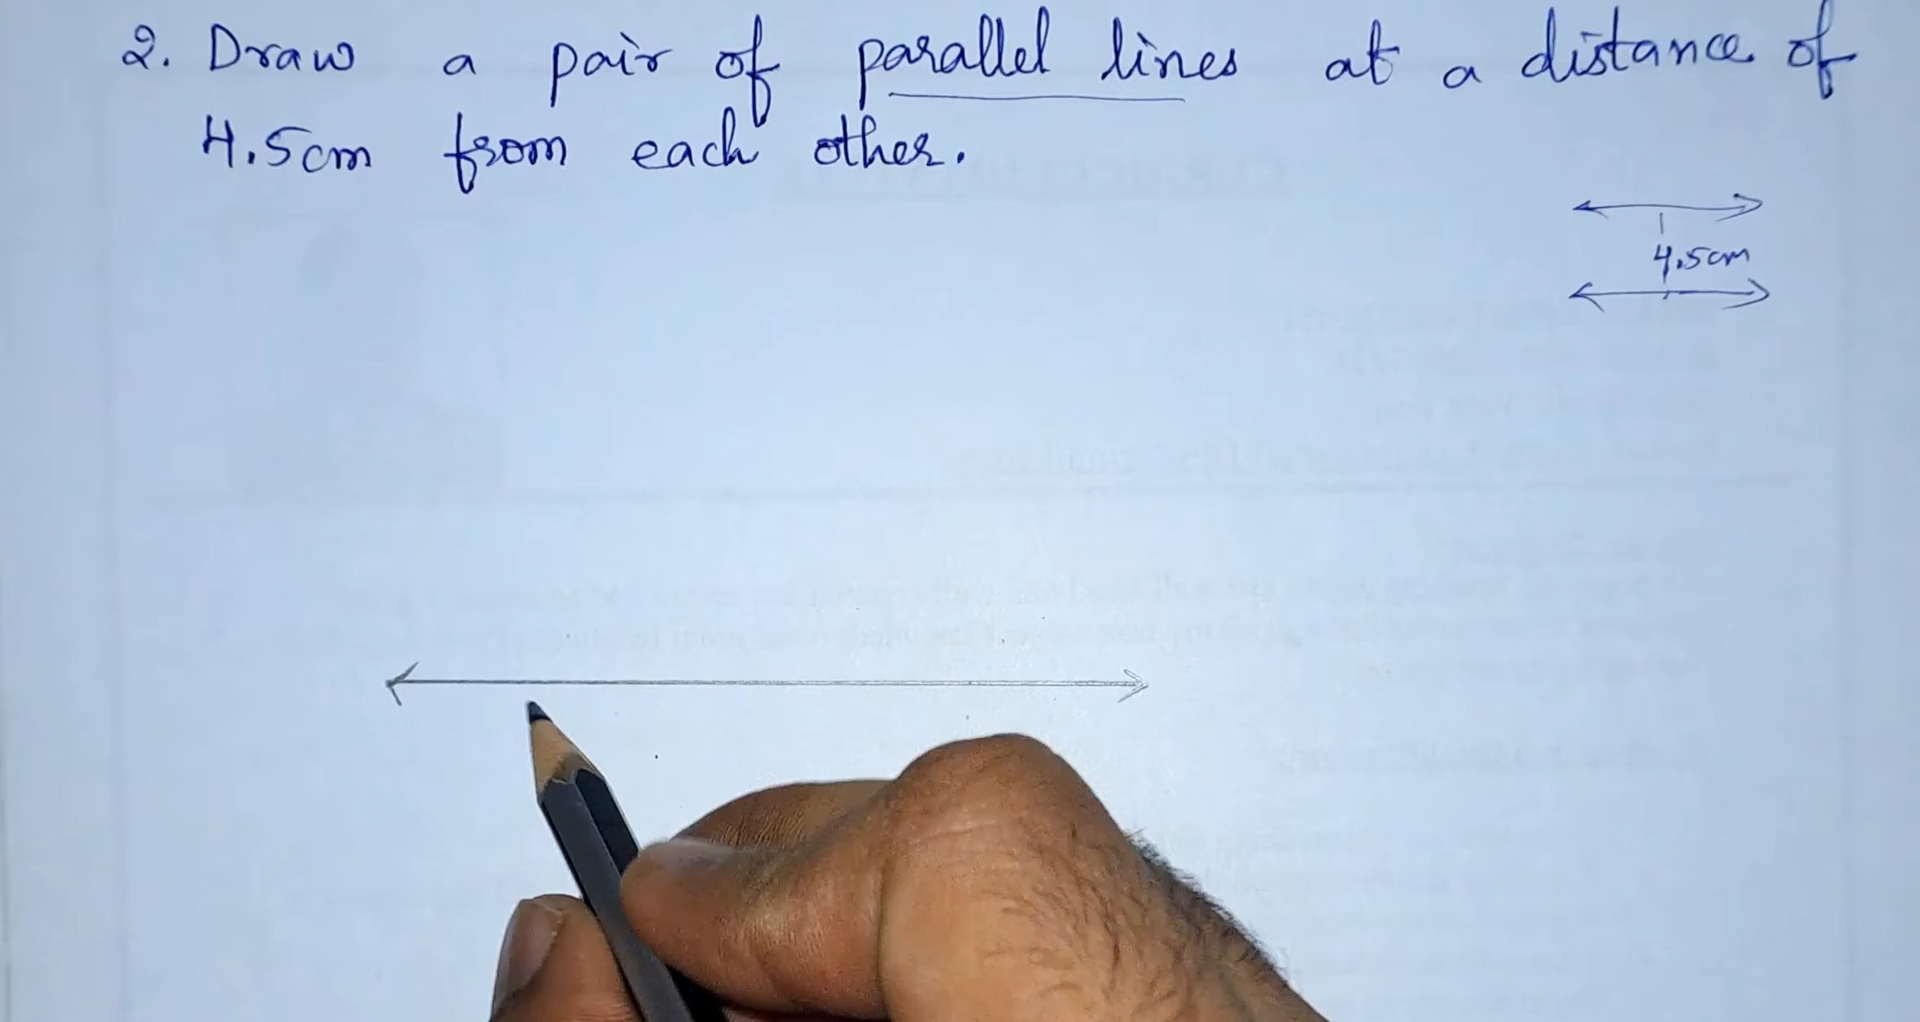 2. Draw a pair of parallel lines at a distance of
4.5cm from each other.
4.5cm